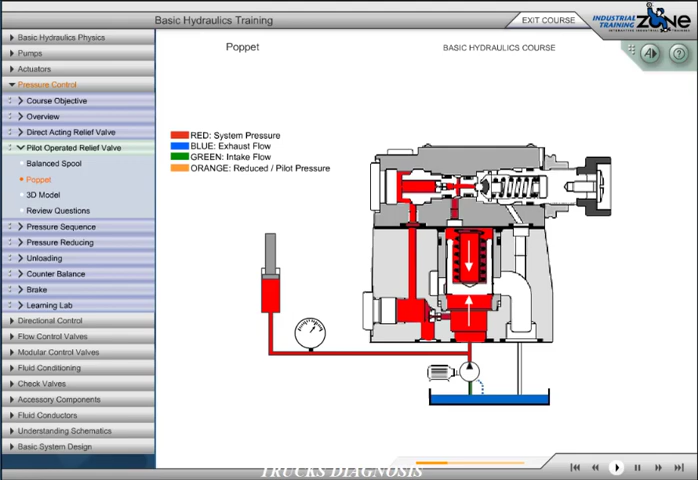 Basic Hydraulics Training
EXIT COURSE
INDUSTRIAL
TRAINING
ZONE
Poppet
BASIC HYDRAULICS COURSE
A
?
Basic Hydraulics Physics
Pumps
Actuators
Pressure Control
Course Objective
Overview
Direct Acting Relief Valve
Pilot Operated Relief Valve
Balanced Spool
Poppet
3D Model
Review Questions
Pressure Sequence
Pressure Reducing
Unloading
Counter Balance
Brake
Learning Lab
Directional Control
Flow Control Valves
Modular Control Valves
Fluid Conditioning
Check Valves
Accessory Components
Fluid Conductors
Understanding Schematics
Basic System Design
RED: System Pressure
BLUE: Exhaust Flow
GREEN: Intake Flow
ORANGE: Reduced / Pilot Pressure
TRUCKS DIAGNOSIS